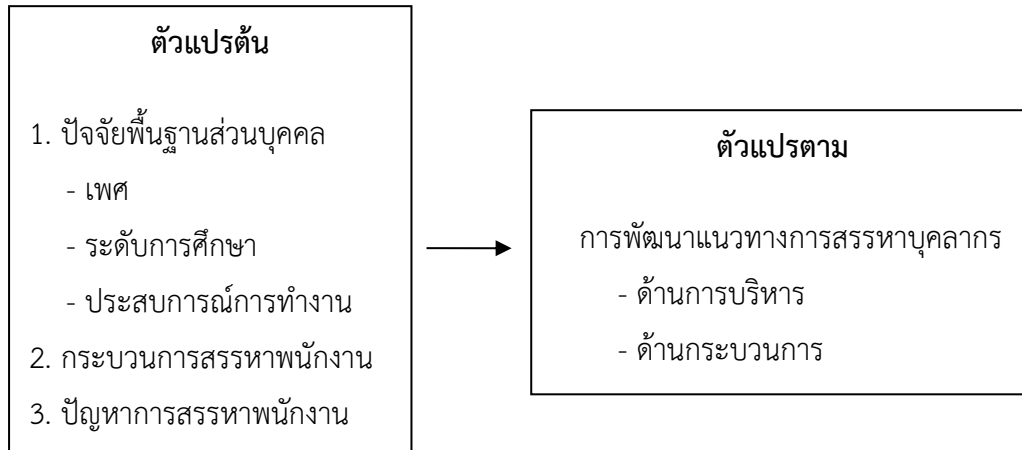 ตัวแปรต้น
1. ปัจจัยพื้นฐานส่วนบุคคล
- เพศ
- ระดับการศึกษา
- ประสบการณ์การทำงาน
2. กระบวนการสรรหาพนักงาน
3. ปัญหาการสรรหาพนักงาน
ตัวแปรตาม
การพัฒนาแนวทางการสรรหาบุคลากร
- ด้านการบริหาร
- ด้านกระบวนการ